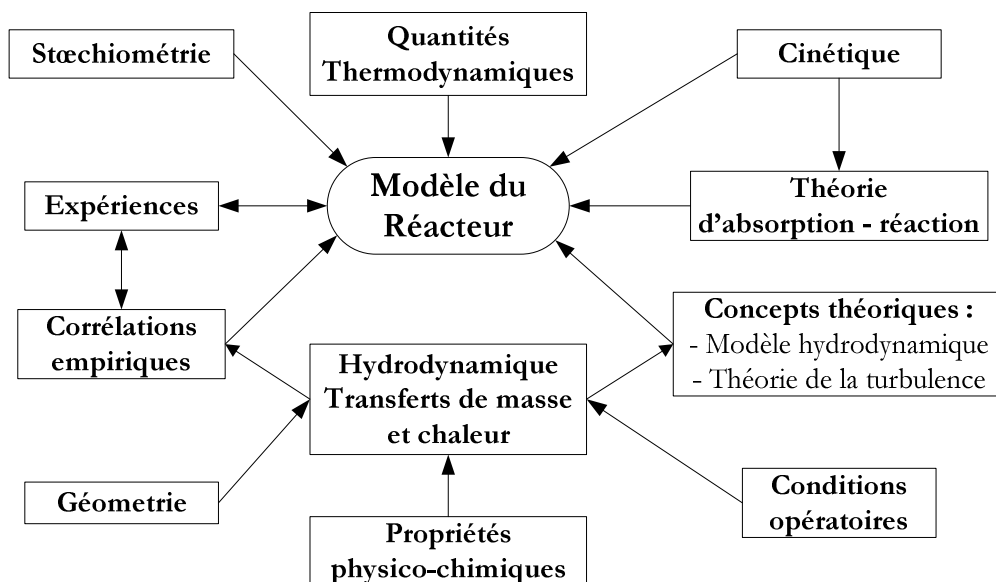 Stœchiométrie
Quantités
Thermodynamiques
Cinétique
Expériences
Modèle du
Réacteur
Théorie
d'absorption - réaction
Corrélations
empiriques
Hydrodynamique
Transferts de masse
et chaleur
Concepts théoriques :
- Modèle hydrodynamique
- Théorie de la turbulence
Géometrie
Propriétés
physico-chimiques
Conditions
opératoires